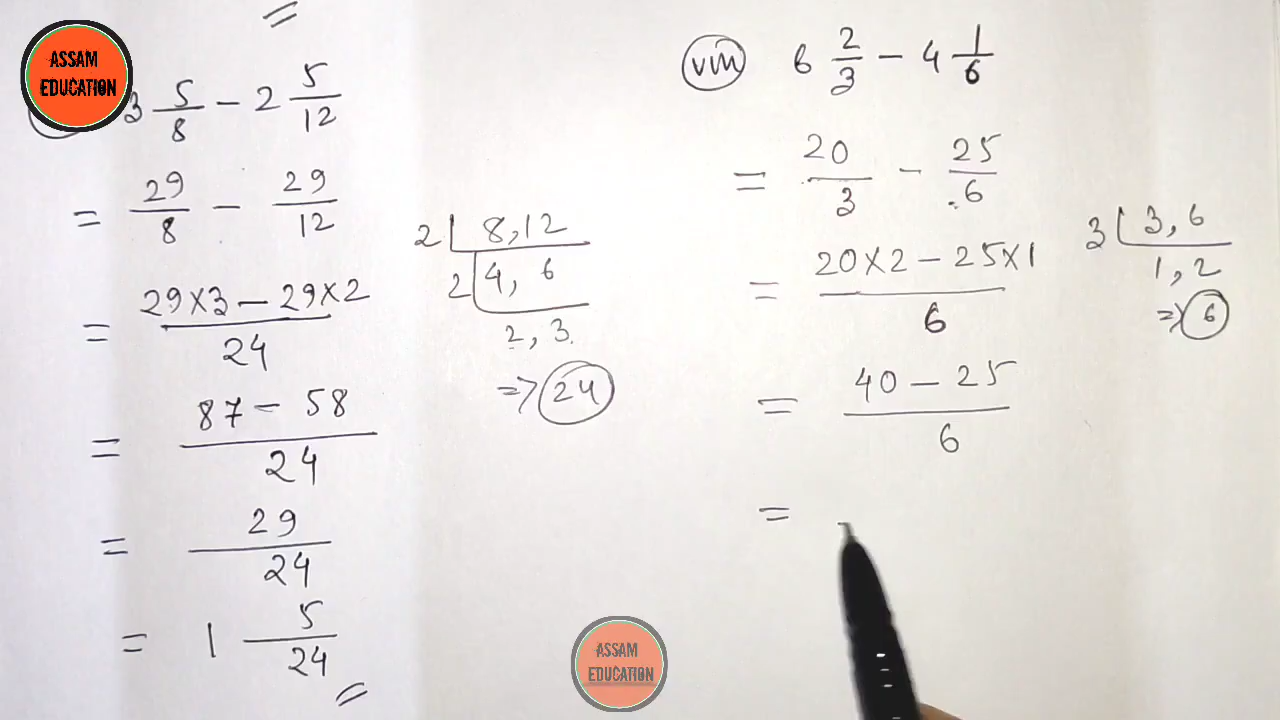 ASSAM
EDUCATION
3 5/8 - 2 5/12
= 29/8 - 29/12
= 29×3 - 29×2 / 24
= 87 - 58 / 24
= 29/24
= 1 5/24
2 | 8, 12
2 | 4, 6
2, 3
=> 24
(viii) 6 2/3 - 4 1/6
= 20/3 - 25/6
= 20×2 - 25×1 / 6
= 40 - 25 / 6
=
3 | 3, 6
1, 2
=> 6
ASSAM
EDUCATION